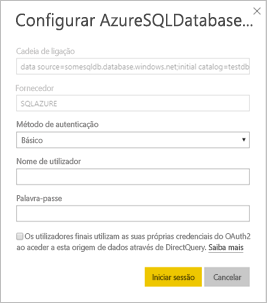 Configurar AzureSQLDatabase...
Cadeia de ligação
data source=somesqldb.database.windows.net;initial catalog=testdb
Fornecedor
SQLAZURE
Método de autenticação
Básico
Nome de utilizador
Palavra-passe
Os utilizadores finais utilizam as suas próprias credenciais do OAuth2
ao aceder a esta origem de dados através de DirectQuery. Saiba mais
Iniciar sessão Cancelar